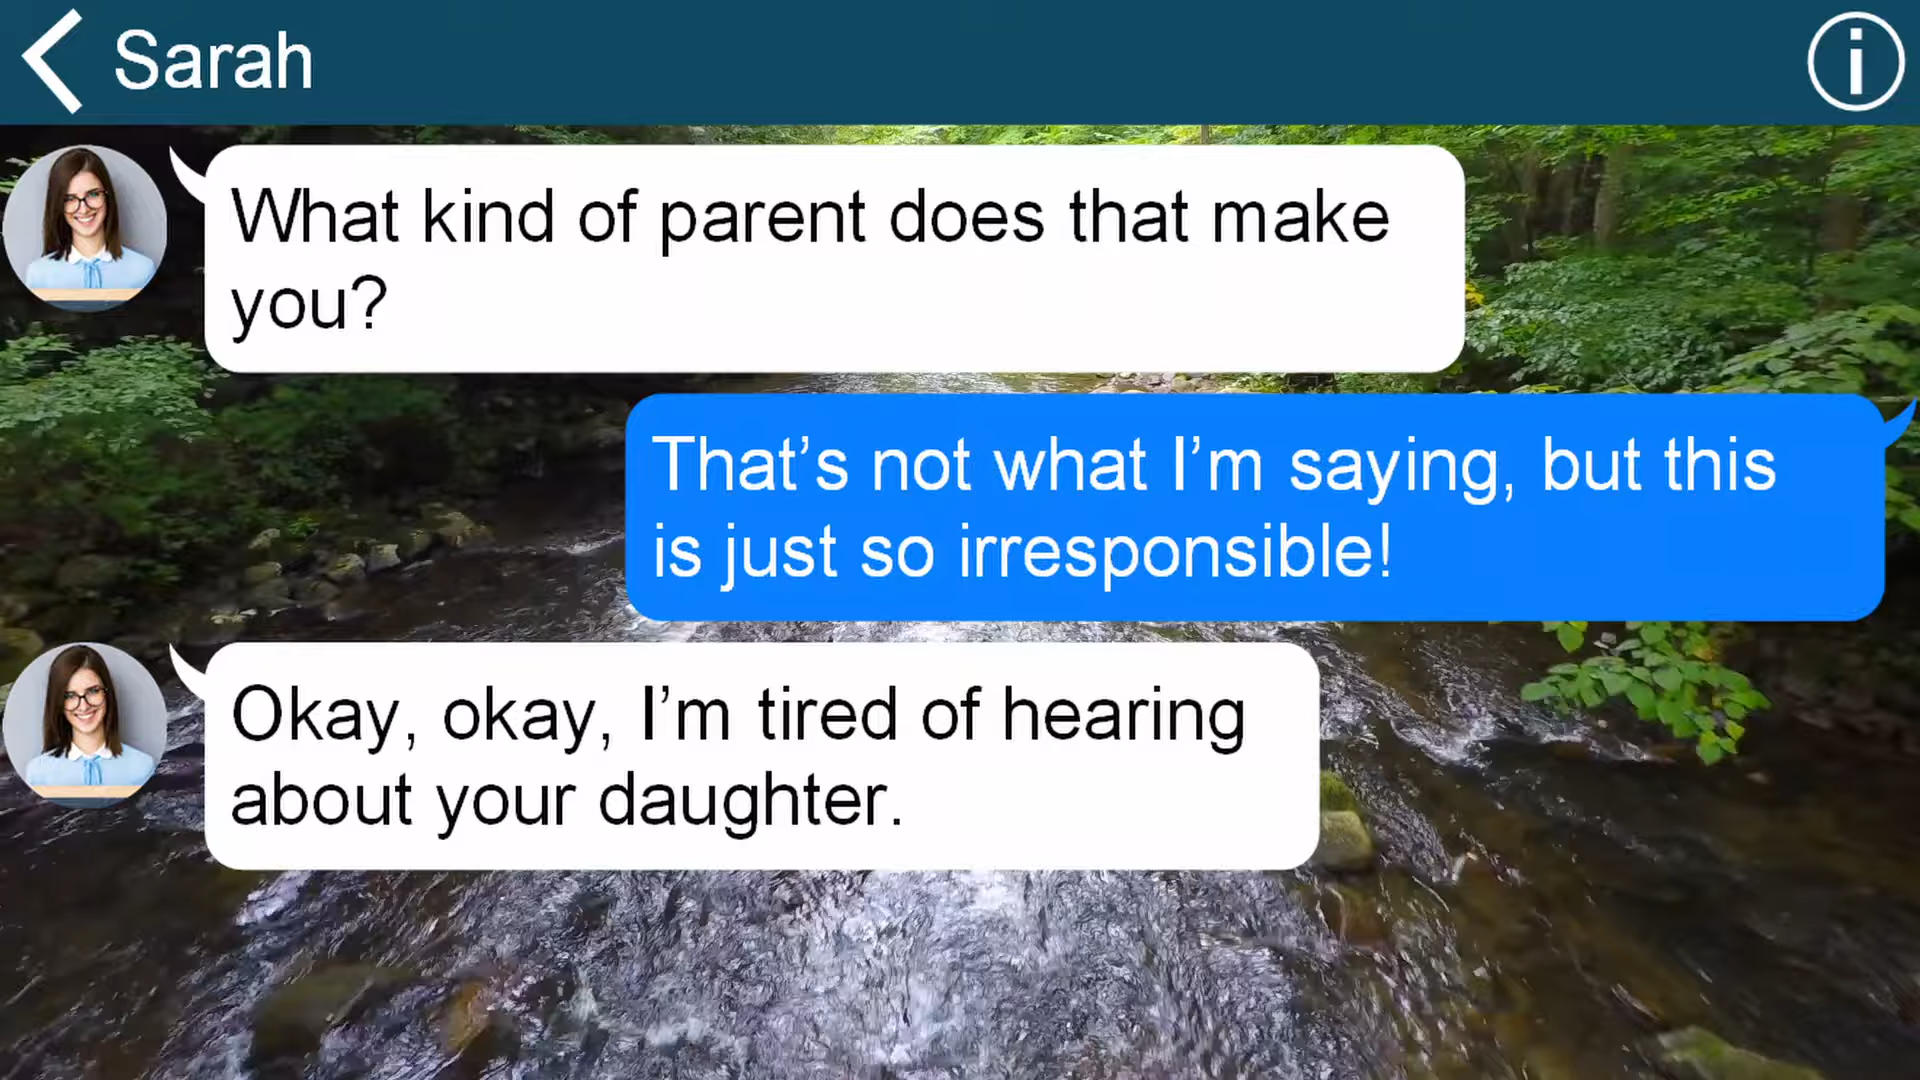 Sarah
What kind of parent does that make
you?
That’s not what I’m saying, but this
is just so irresponsible!
Okay, okay, I’m tired of hearing
about your daughter.